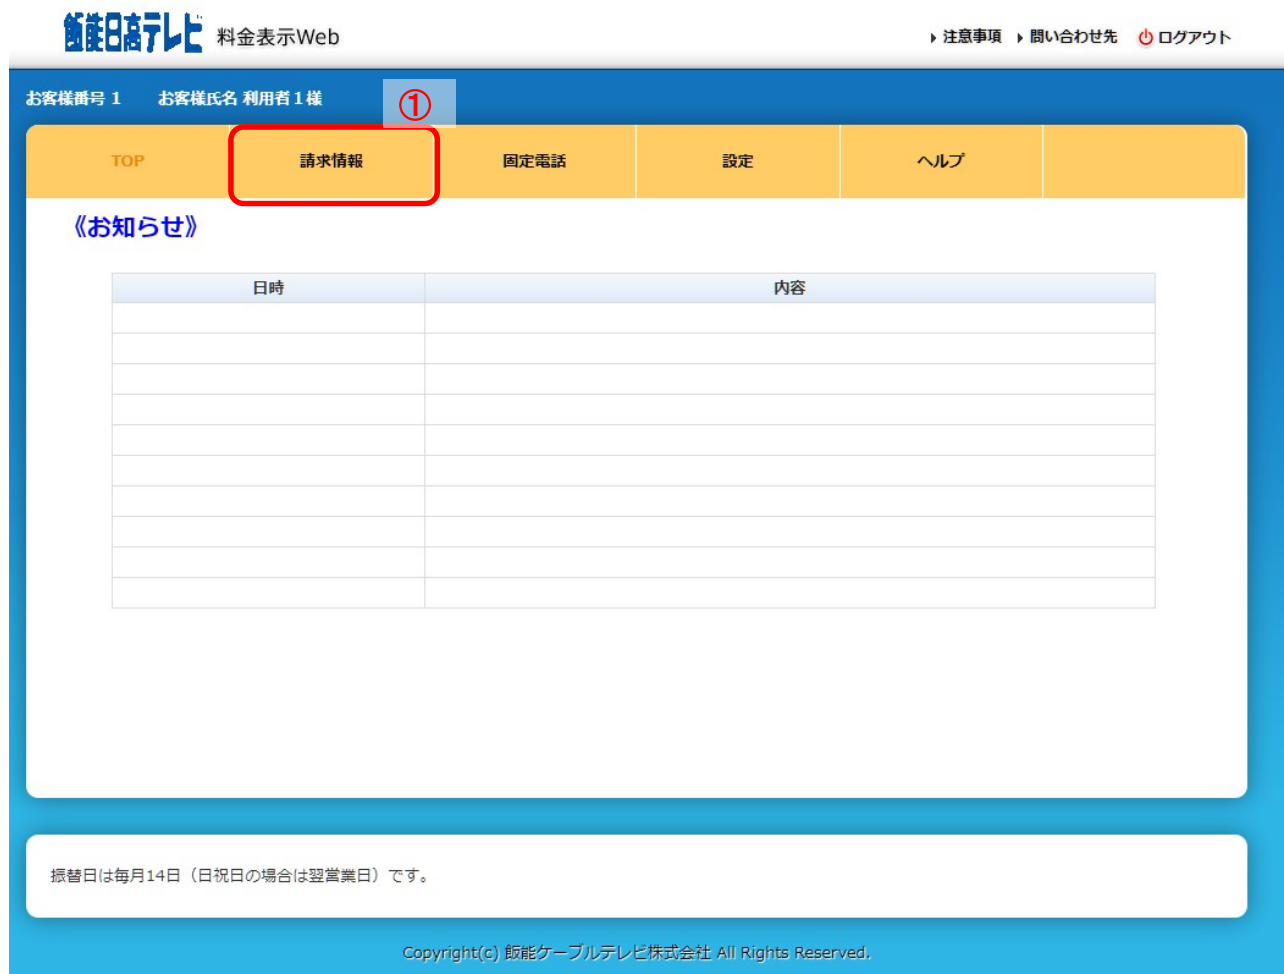 飯能日高テレビ 料金表示Web 注意事項 問い合わせ先 ログアウト
お客様番号 1 お客様氏名 利用者1様
①
TOP 請求情報 固定電話 設定 ヘルプ
《お知らせ》
日時 内容
振替日は毎月14日(日祝日の場合は翌営業日)です。
Copyright(c) 飯能ケーブルテレビ株式会社 All Rights Reserved.